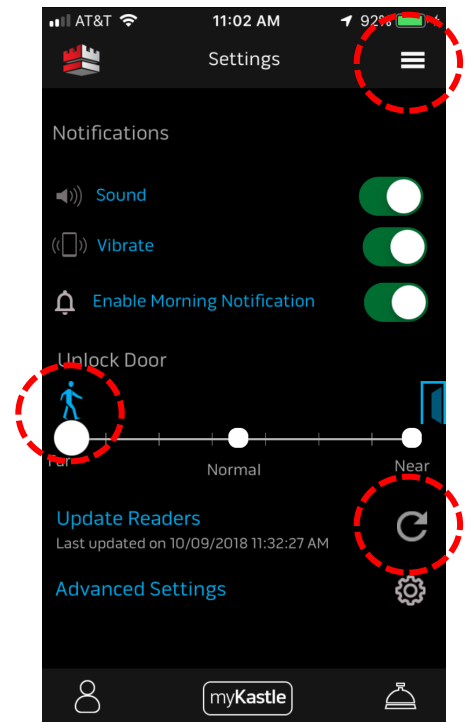 AT&T 11:02 AM 92%
Settings
Notifications
Sound
Vibrate
Enable Morning Notification
Unlock Door
Far Normal Near
Update Readers
Last updated on 10/09/2018 11:32:27 AM
Advanced Settings
myKastle